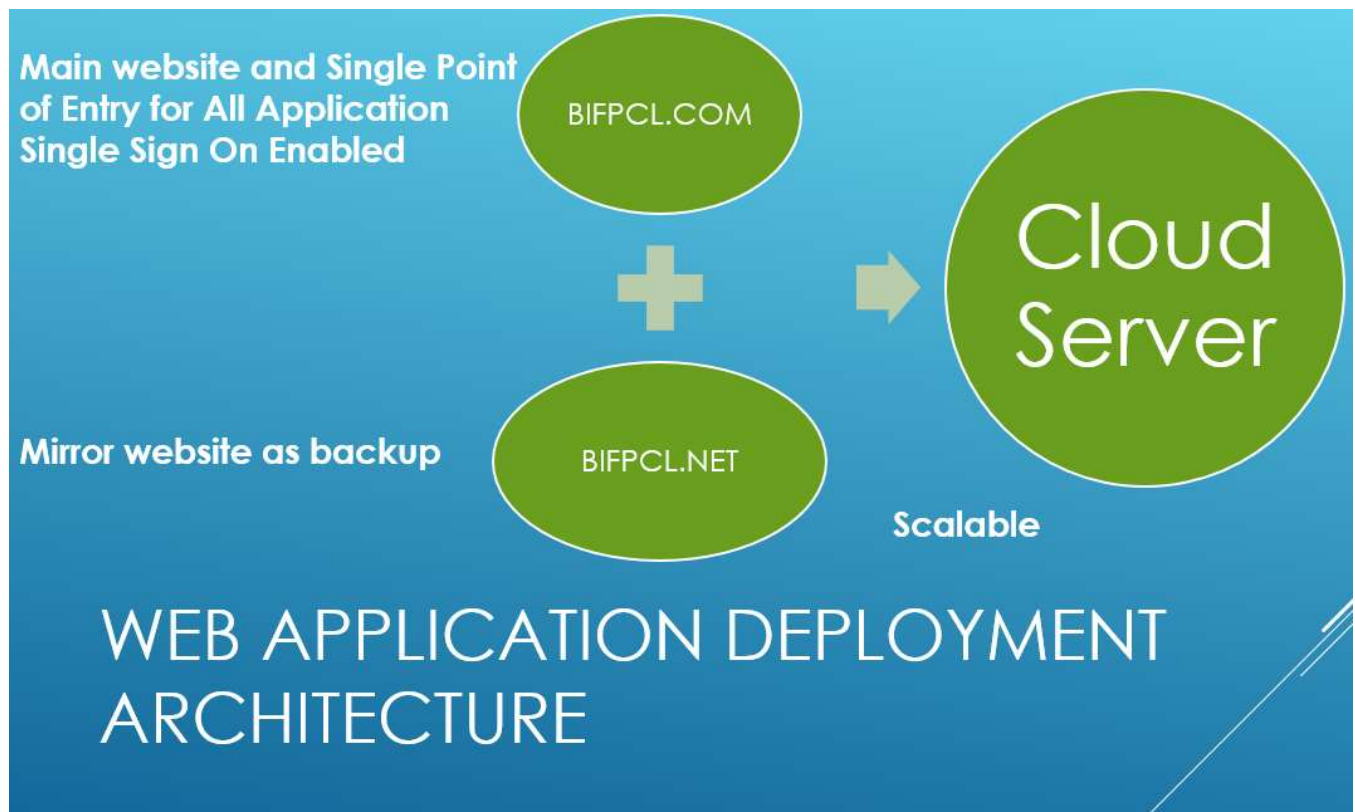 Main website and Single Point
of Entry for All Application
Single Sign On Enabled
BIFPCL.COM
Cloud
Server
Mirror website as backup
BIFPCL.NET
Scalable
WEB APPLICATION DEPLOYMENT
ARCHITECTURE